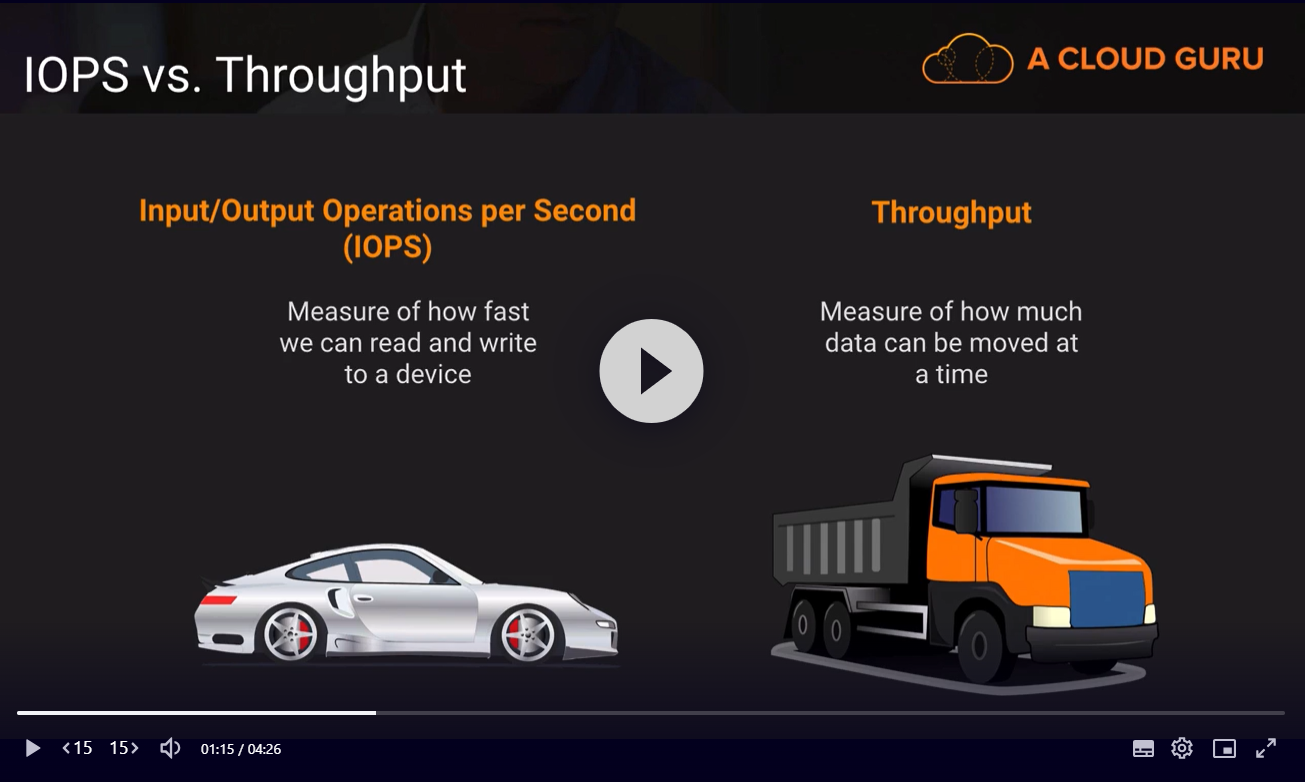 IOPS vs. Throughput
A CLOUD GURU
Input/Output Operations per Second
(IOPS)
Throughput
Measure of how fast
we can read and write
to a device
Measure of how much
data can be moved at
a time
15
15
01:15 / 04:26